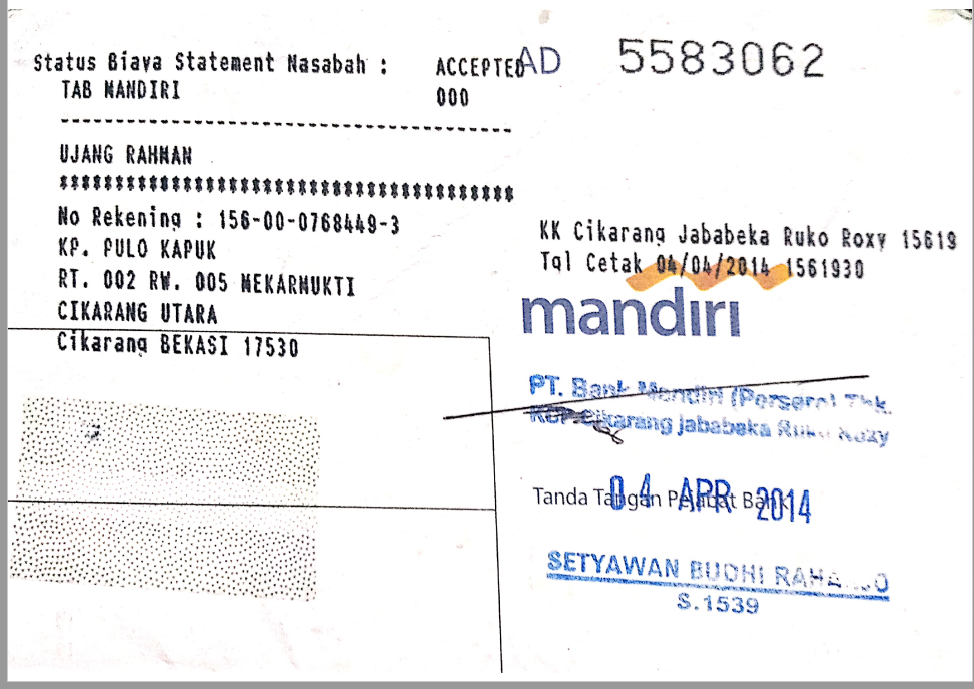 Status Biaya Statement Nasabah : ACCEPTED
TAB MANDIRI 000
AD 5583062
----------------------------------------
UJANG RAHMAN
****************************************
No Rekening : 156-00-0768449-3
KP. PULO KAPUK
RT. 002 RW. 005 MEKARMUKTI
CIKARANG UTARA
Cikarang BEKASI 17530
KK Cikarang Jababeka Ruko Roxy 15619
Tgl Cetak 04/04/2014 1561930
mandiri
PT. Bank Mandiri (Persero) Tbk.
KCP. Cikarang Jababeka Ruko Roxy
Tanda Tangan Pejabat Bank
04 APR 2014
SETYAWAN BUDHI
S.1539